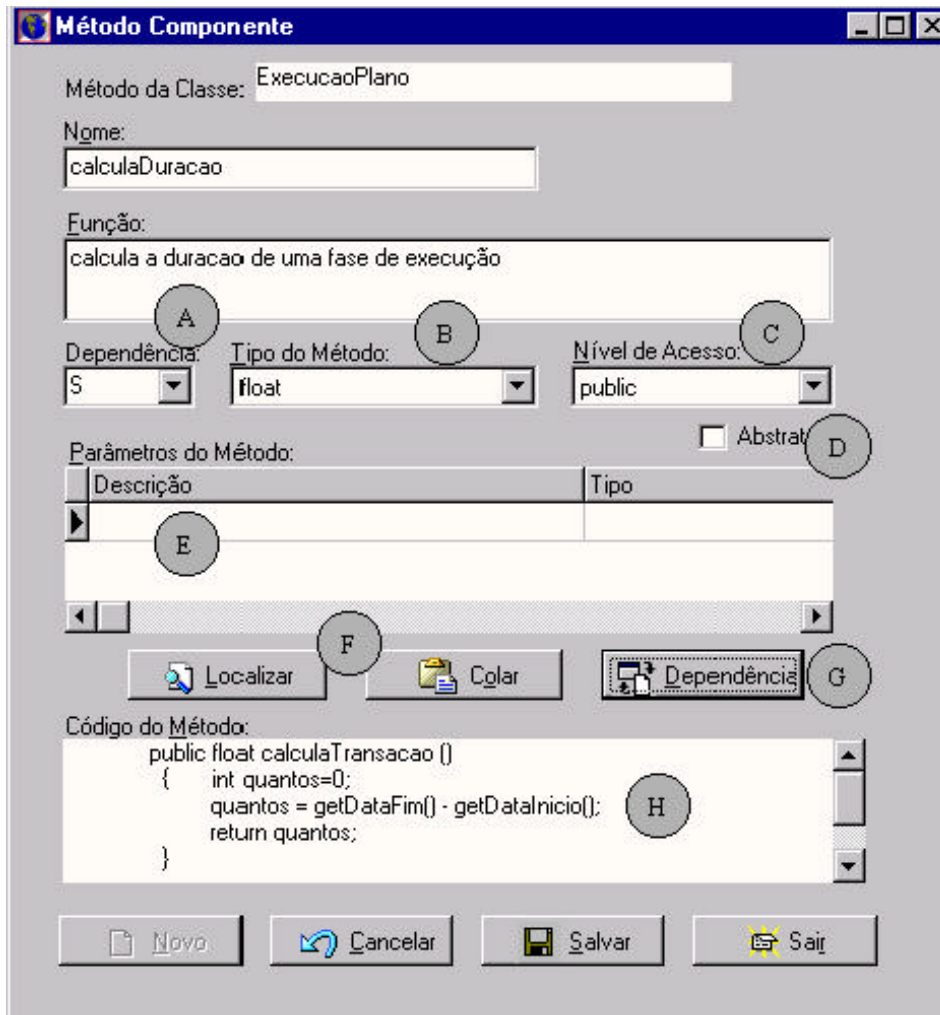 Método Componente
Método da Classe: ExecucaoPlano
Nome:
calculaDuracao
Função:
calcula a duracao de uma fase de execução
A
B
C
Dependência: Tipo do Método: Nível de Acesso:
S float public
Abstrat
D
Parâmetros do Método:
Descrição Tipo
E
F
Localizar Colar Dependência G
Código do Método:
public float calculaTransacao ()
{ int quantos=0;
quantos = getDataFim() - getDataInicio(); H
return quantos;
}
Novo Cancelar Salvar Sair